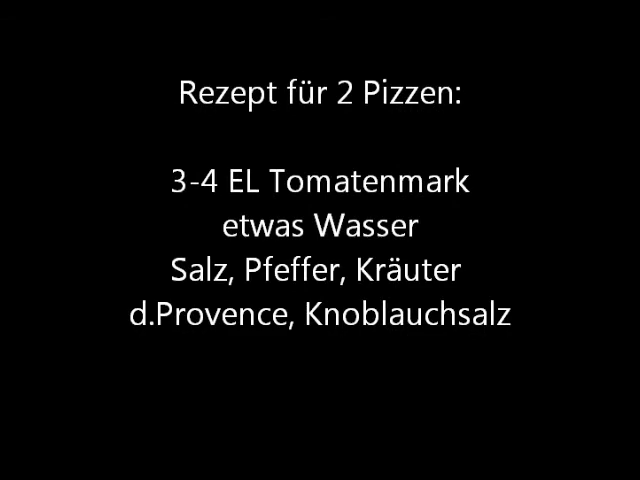 Rezept für 2 Pizzen:
3-4 EL Tomatenmark
etwas Wasser
Salz, Pfeffer, Kräuter
d.Provence, Knoblauchsalz